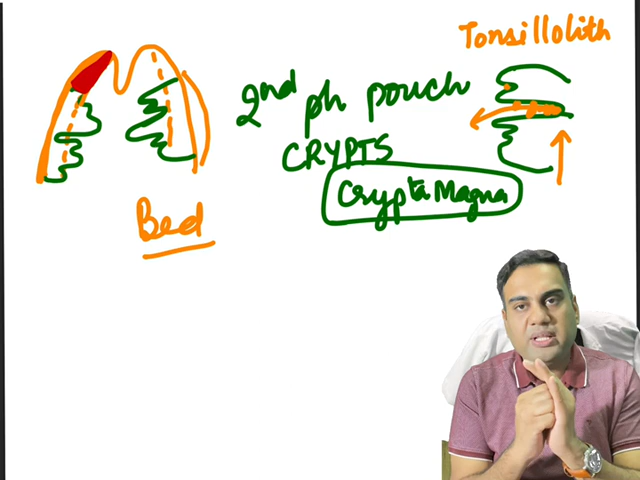 Tonsillolith
2nd ph pouch
CRYPTS
Crypta Magna
Bed